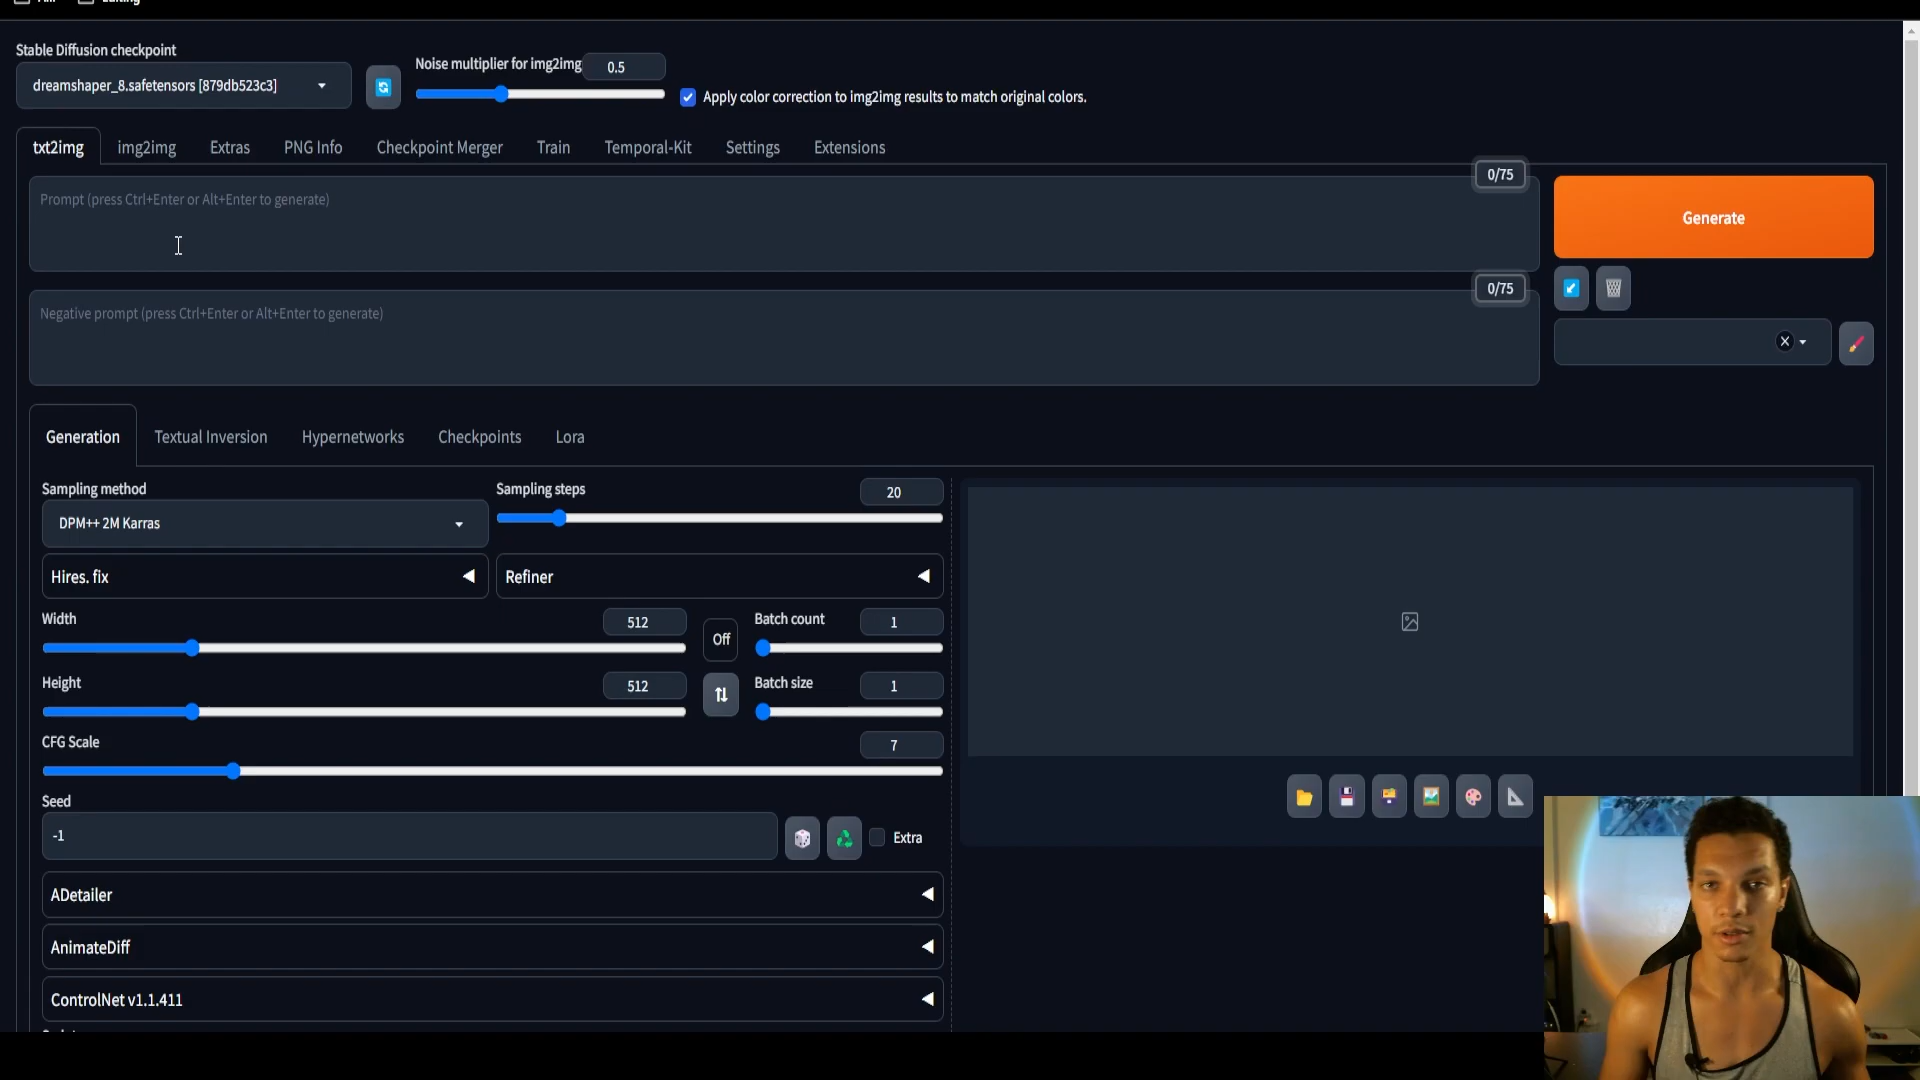 Stable Diffusion checkpoint
dreamshaper_8.safetensors [879db523c3]
Noise multiplier for img2img
0.5
Apply color correction to img2img results to match original colors.
txt2img
img2img
Extras
PNG Info
Checkpoint Merger
Train
Temporal-Kit
Settings
Extensions
0/75
Prompt (press Ctrl+Enter or Alt+Enter to generate)
Generate
0/75
Negative prompt (press Ctrl+Enter or Alt+Enter to generate)
Generation
Textual Inversion
Hypernetworks
Checkpoints
Lora
Sampling method
DPM++ 2M Karras
Sampling steps
20
Hires. fix
Refiner
Width
512
Off
Batch count
1
Height
512
Batch size
1
CFG Scale
7
Seed
-1
Extra
ADetailer
AnimateDiff
ControlNet v1.1.411